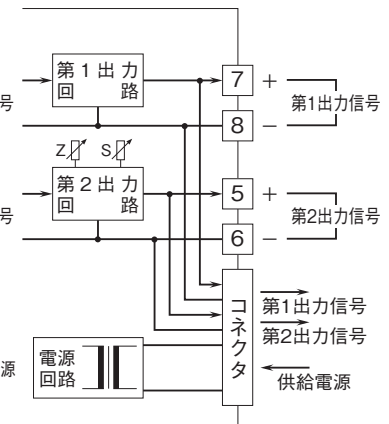 第1出力
回路
7
+
第1出力信号
8
−
号
Z
S
第2出力
回路
5
+
第2出力信号
6
−
号
コネクタ
第1出力信号
第2出力信号
供給電源
源
電源
回路